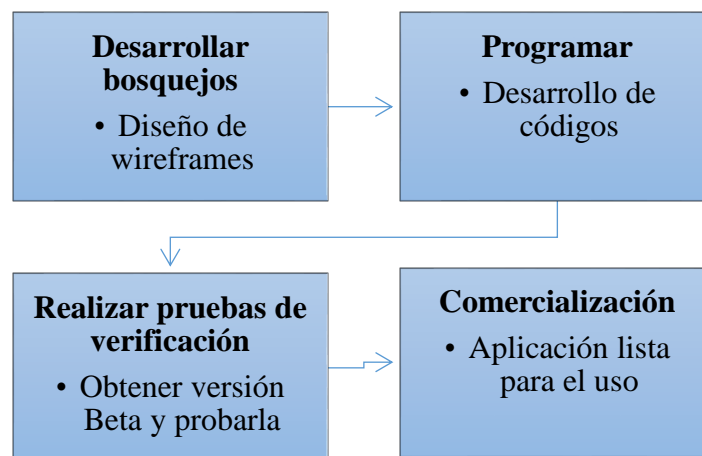 Desarrollar
bosquejos
• Diseño de
wireframes
Programar
• Desarrollo de
códigos
Realizar pruebas de
verificación
• Obtener versión
Beta y probarla
Comercialización
• Aplicación lista
para el uso